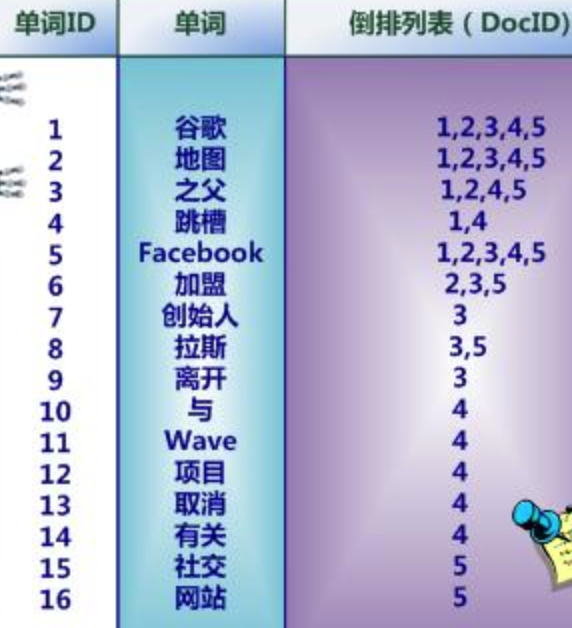 单词ID 单词 倒排列表（DocID)
1 谷歌 1,2,3,4,5
2 地图 1,2,3,4,5
3 之父 1,2,4,5
4 跳槽 1,4
5 Facebook 1,2,3,4,5
6 加盟 2,3,5
7 创始人 3
8 拉斯 3,5
9 离开 3
10 与 4
11 Wave 4
12 项目 4
13 取消 4
14 有关 4
15 社交 5
16 网站 5